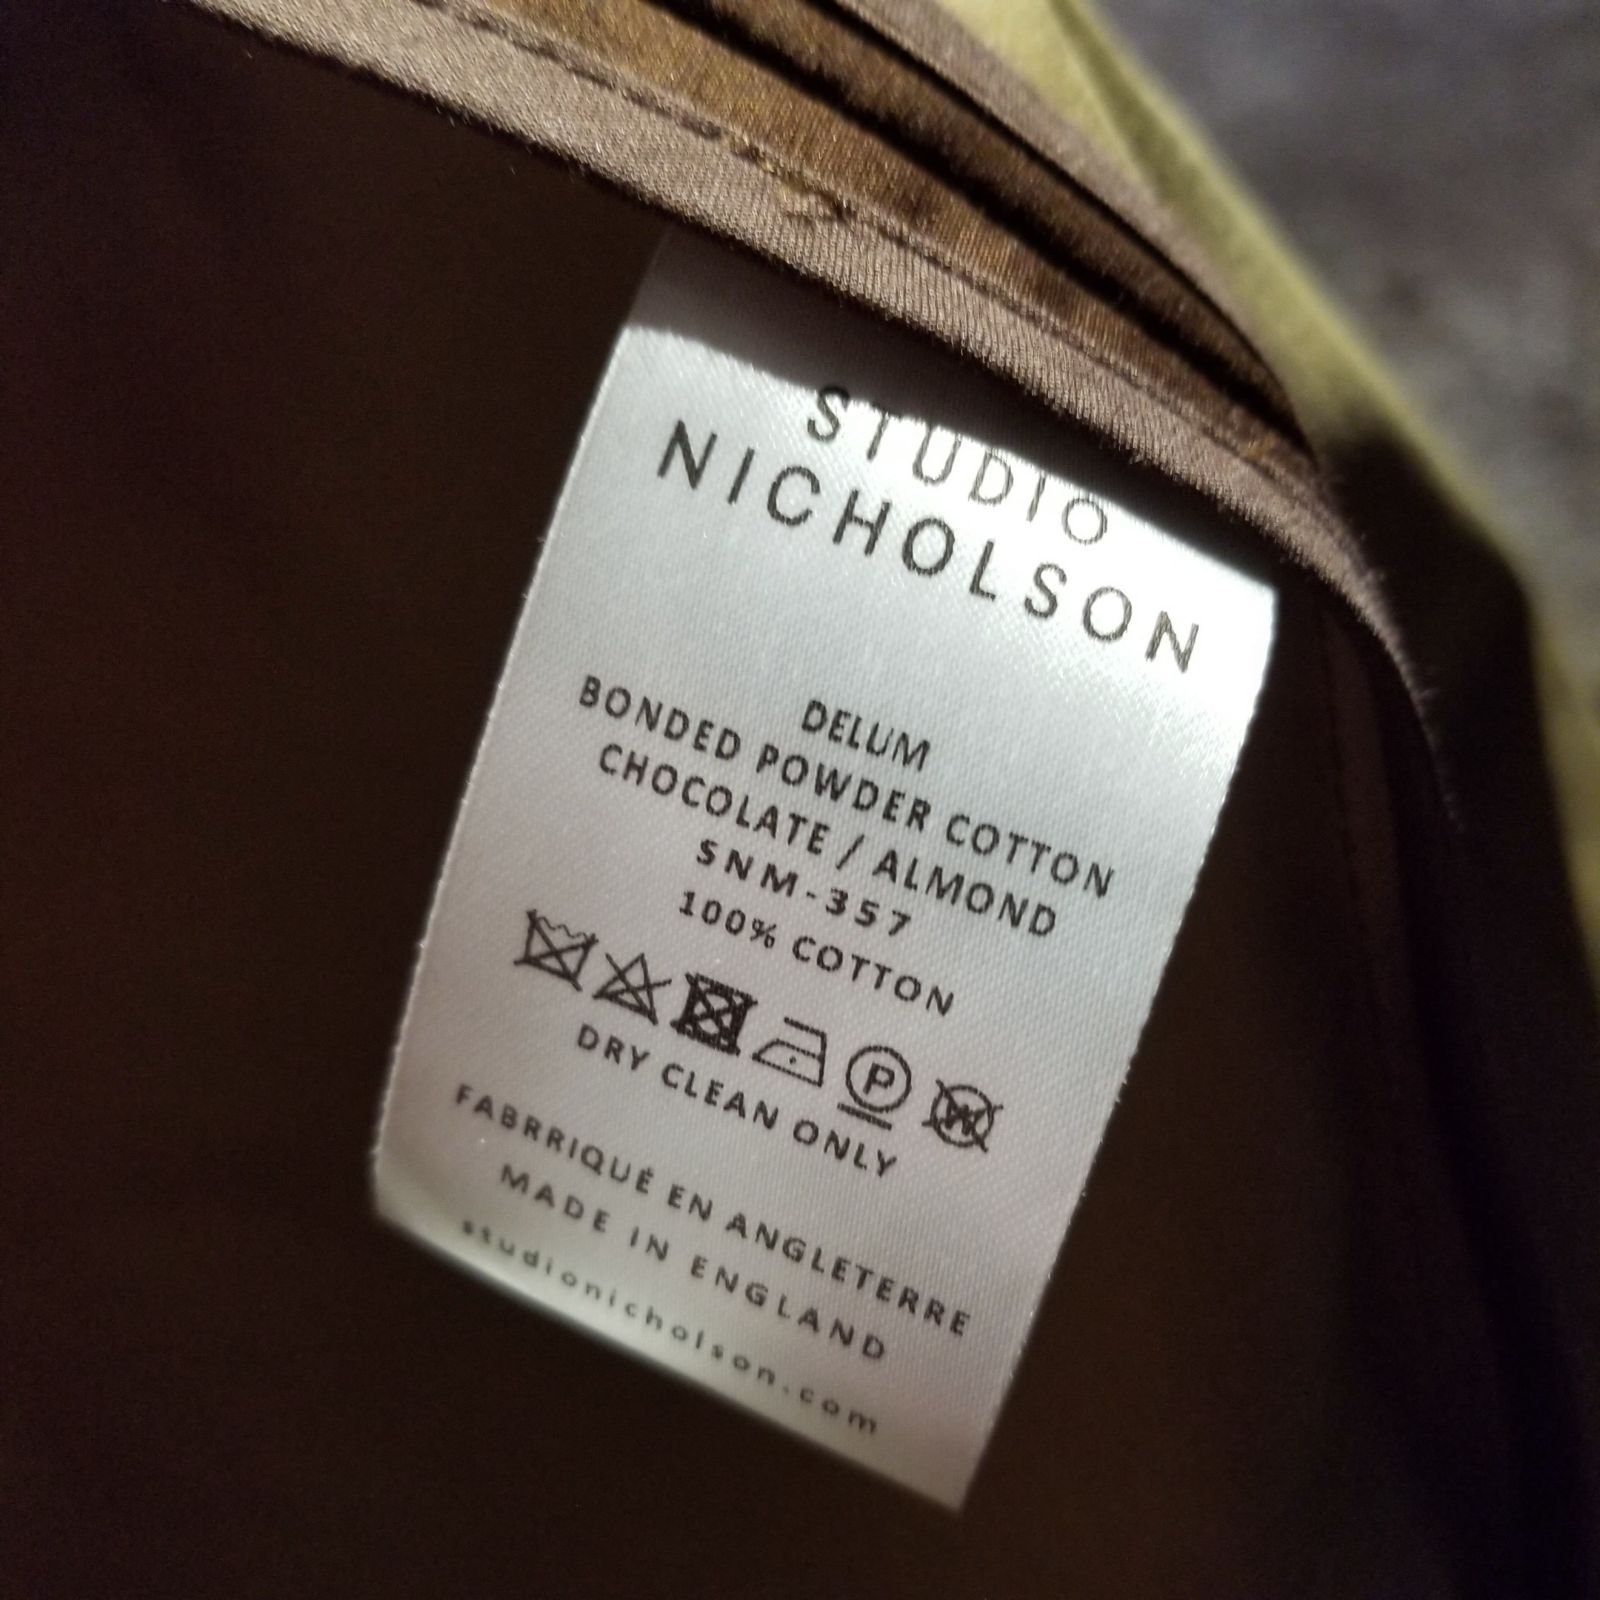 STUDIO
NICHOLSON
DELUM
BONDED POWDER COTTON
CHOCOLATE / ALMOND
SNM-357
100% COTTON
P W
DRY CLEAN ONLY
FABRRIQUÉ EN ANGLETERRE
MADE IN ENGLAND
studionicholson.com